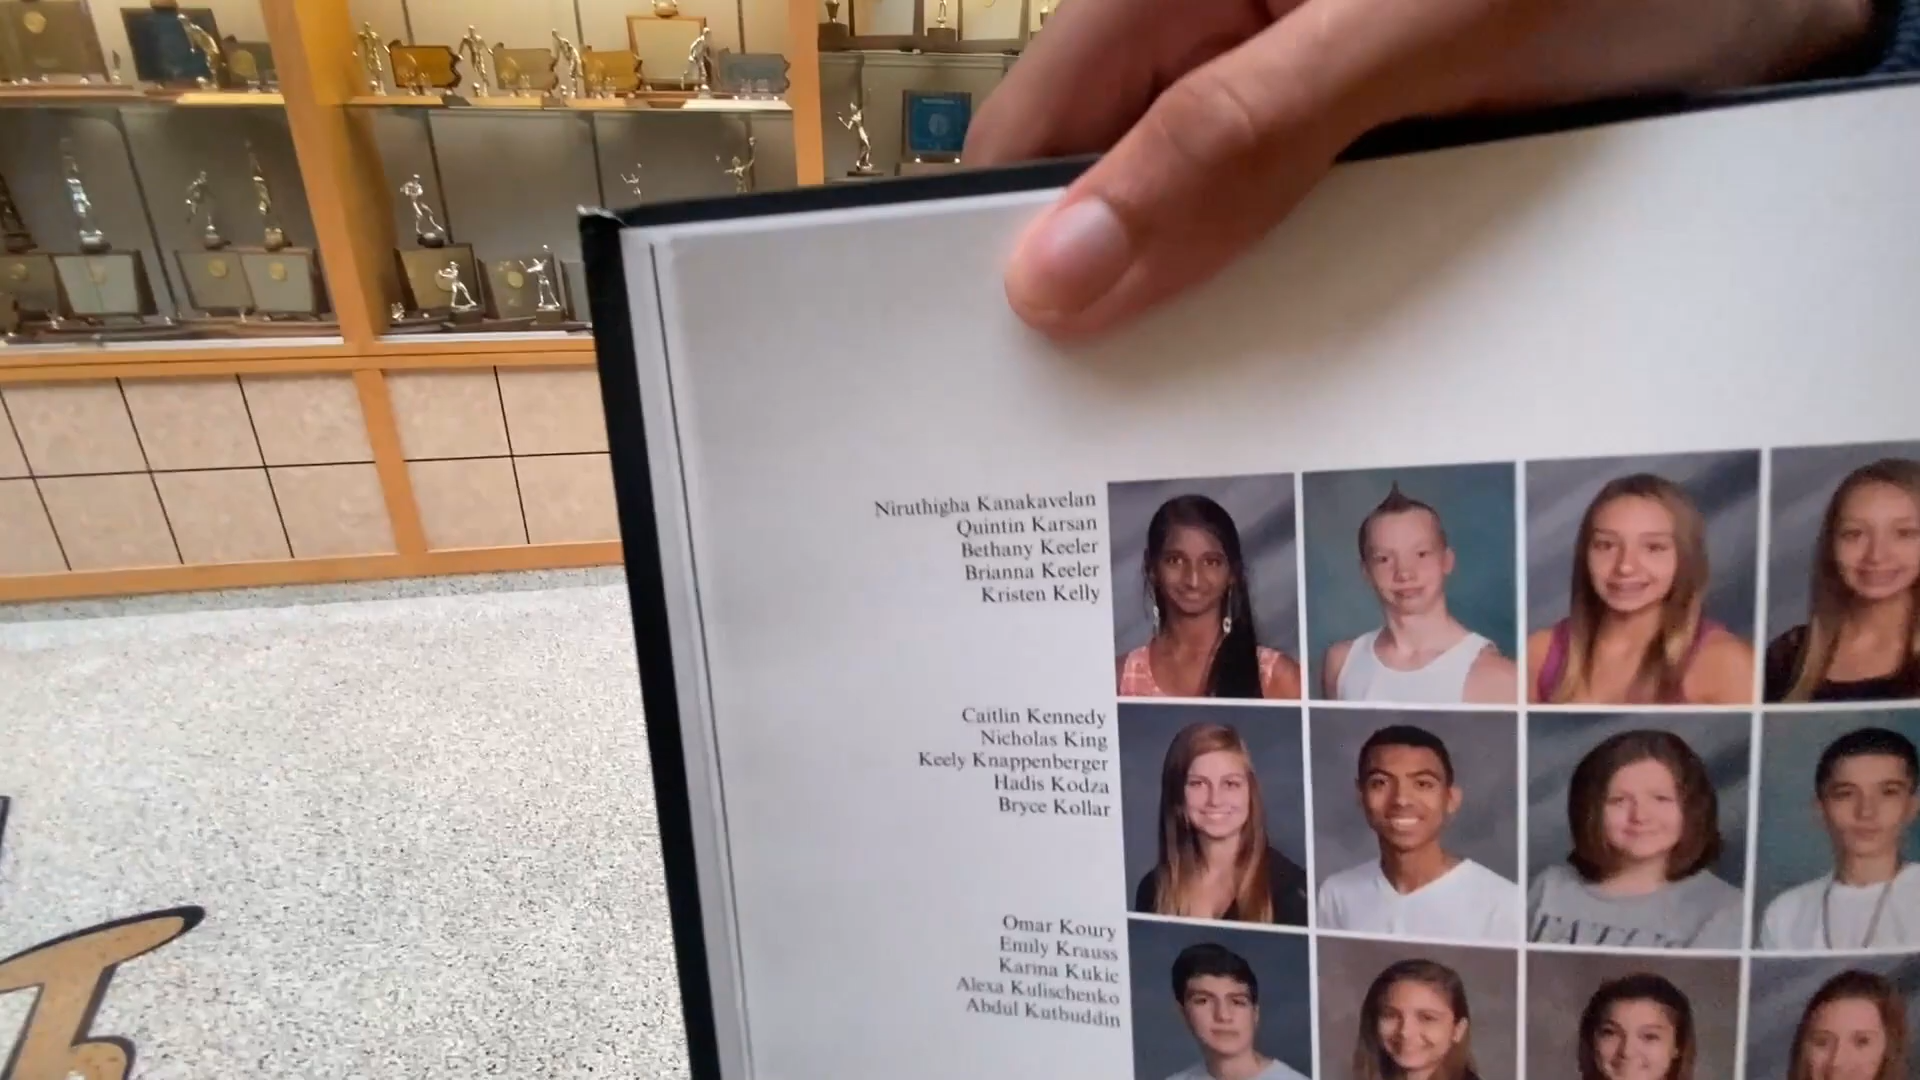 Niruthigha Kanakavelan
Quintin Karsan
Bethany Keeler
Brianna Keeler
Kristen Kelly
Caitlin Kennedy
Nicholas King
Keely Knappenberger
Hadis Kodza
Bryce Kollar
Omar Koury
Emily Krauss
Karina Kukic
Alexa Kulischenko
Abdul Kutbuddin